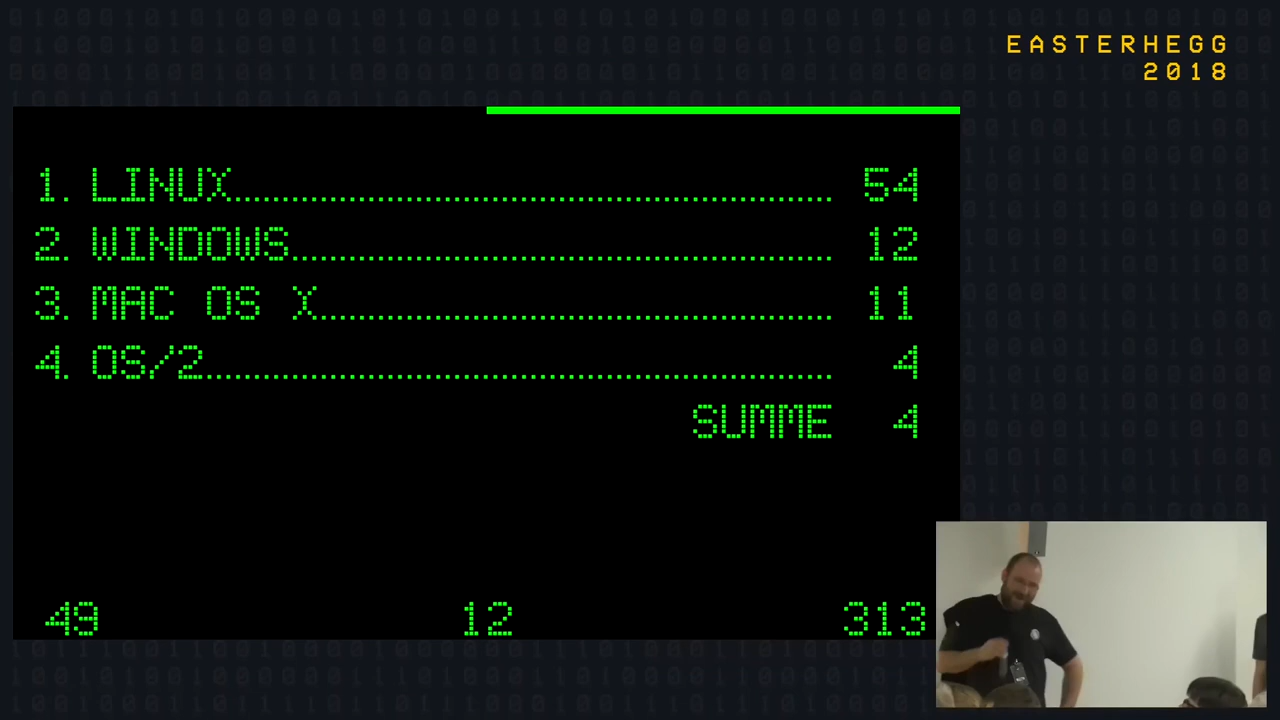 EASTERHEGG
2018
1. LINUX 54
2. WINDOWS 12
3. MAC OS X 11
4. OS/2 4
SUMME 4
49 12 313